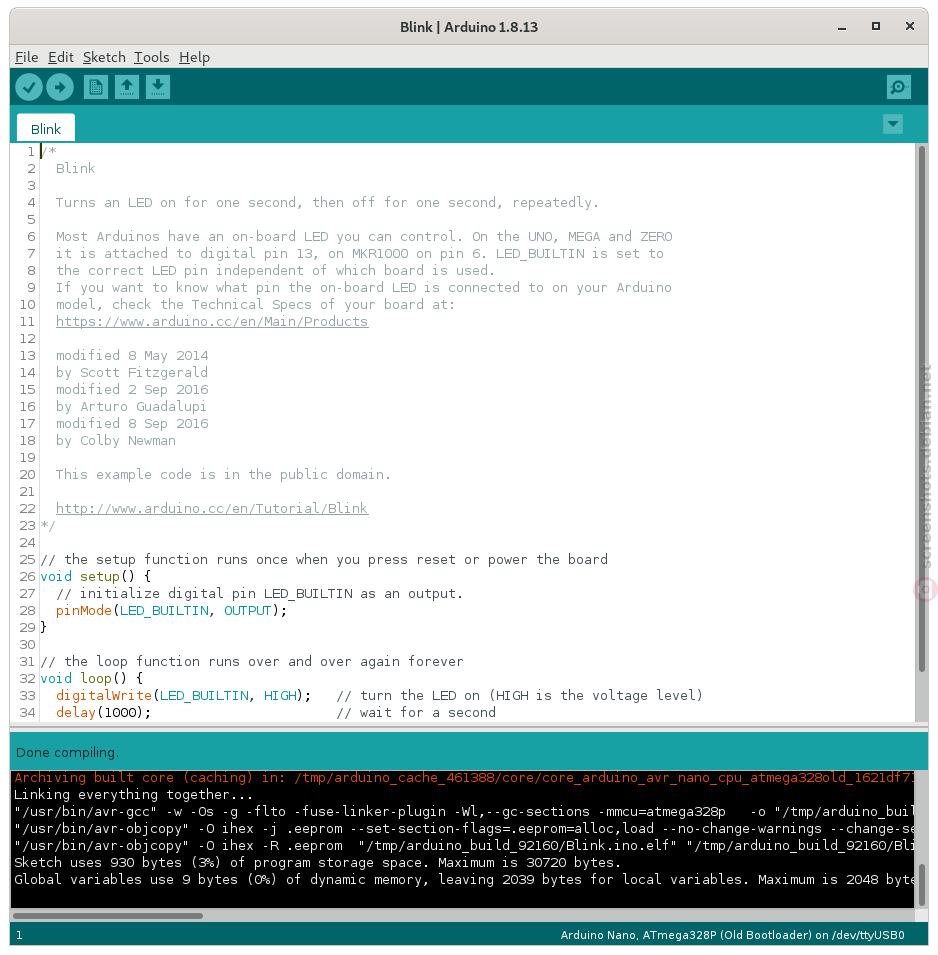 Blink | Arduino 1.8.13
File Edit Sketch Tools Help
Blink
1 /*
2 Blink
3
4 Turns an LED on for one second, then off for one second, repeatedly.
5
6 Most Arduinos have an on-board LED you can control. On the UNO, MEGA and ZERO
7 it is attached to digital pin 13, on MKR1000 on pin 6. LED_BUILTIN is set to
8 the correct LED pin independent of which board is used.
9 If you want to know what pin the on-board LED is connected to on your Arduino
10 model, check the Technical Specs of your board at:
11 https://www.arduino.cc/en/Main/Products
12
13 modified 8 May 2014
14 by Scott Fitzgerald
15 modified 2 Sep 2016
16 by Arturo Guadalupi
17 modified 8 Sep 2016
18 by Colby Newman
19
20 This example code is in the public domain.
21
22 http://www.arduino.cc/en/Tutorial/Blink
23 */
24
25 // the setup function runs once when you press reset or power the board
26 void setup() {
27 // initialize digital pin LED_BUILTIN as an output.
28 pinMode(LED_BUILTIN, OUTPUT);
29 }
30
31 // the loop function runs over and over again forever
32 void loop() {
33 digitalWrite(LED_BUILTIN, HIGH); // turn the LED on (HIGH is the voltage level)
34 delay(1000); // wait for a second
screenshots.debian.net
Done compiling.
Archiving built core (caching) in: /tmp/arduino_cache_461388/core/core_arduino_avr_nano_cpu_atmega328old_1621df71
Linking everything together...
"/usr/bin/avr-gcc" -w -Os -g -flto -fuse-linker-plugin -Wl,--gc-sections -mmcu=atmega328p -o "/tmp/arduino_buil
"/usr/bin/avr-objcopy" -O ihex -j .eeprom --set-section-flags=.eeprom=alloc,load --no-change-warnings --change-se
"/usr/bin/avr-objcopy" -O ihex -R .eeprom "/tmp/arduino_build_92160/Blink.ino.elf" "/tmp/arduino_build_92160/Bli
Sketch uses 930 bytes (3%) of program storage space. Maximum is 30720 bytes.
Global variables use 9 bytes (0%) of dynamic memory, leaving 2039 bytes for local variables. Maximum is 2048 byte
1 Arduino Nano, ATmega328P (Old Bootloader) on /dev/ttyUSB0